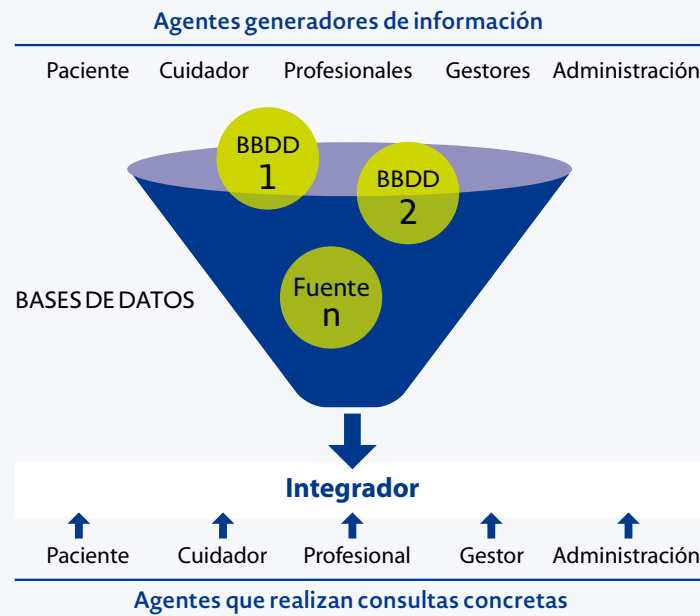 Agentes generadores de información
Paciente Cuidador Profesionales Gestores Administración
BBDD
1
BBDD
2
Fuente
n
BASES DE DATOS
Integrador
Paciente Cuidador Profesional Gestor Administración
Agentes que realizan consultas concretas